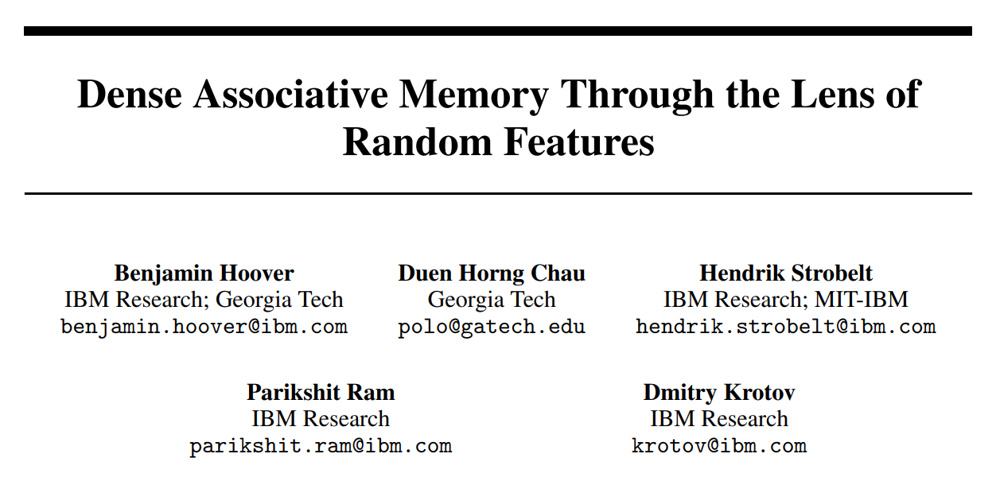 Dense Associative Memory Through the Lens of
Random Features
Benjamin Hoover
IBM Research; Georgia Tech
benjamin.hoover@ibm.com
Duen Horng Chau
Georgia Tech
polo@gatech.edu
Hendrik Strobelt
IBM Research; MIT-IBM
hendrik.strobelt@ibm.com
Parikshit Ram
IBM Research
parikshit.ram@ibm.com
Dmitry Krotov
IBM Research
krotov@ibm.com